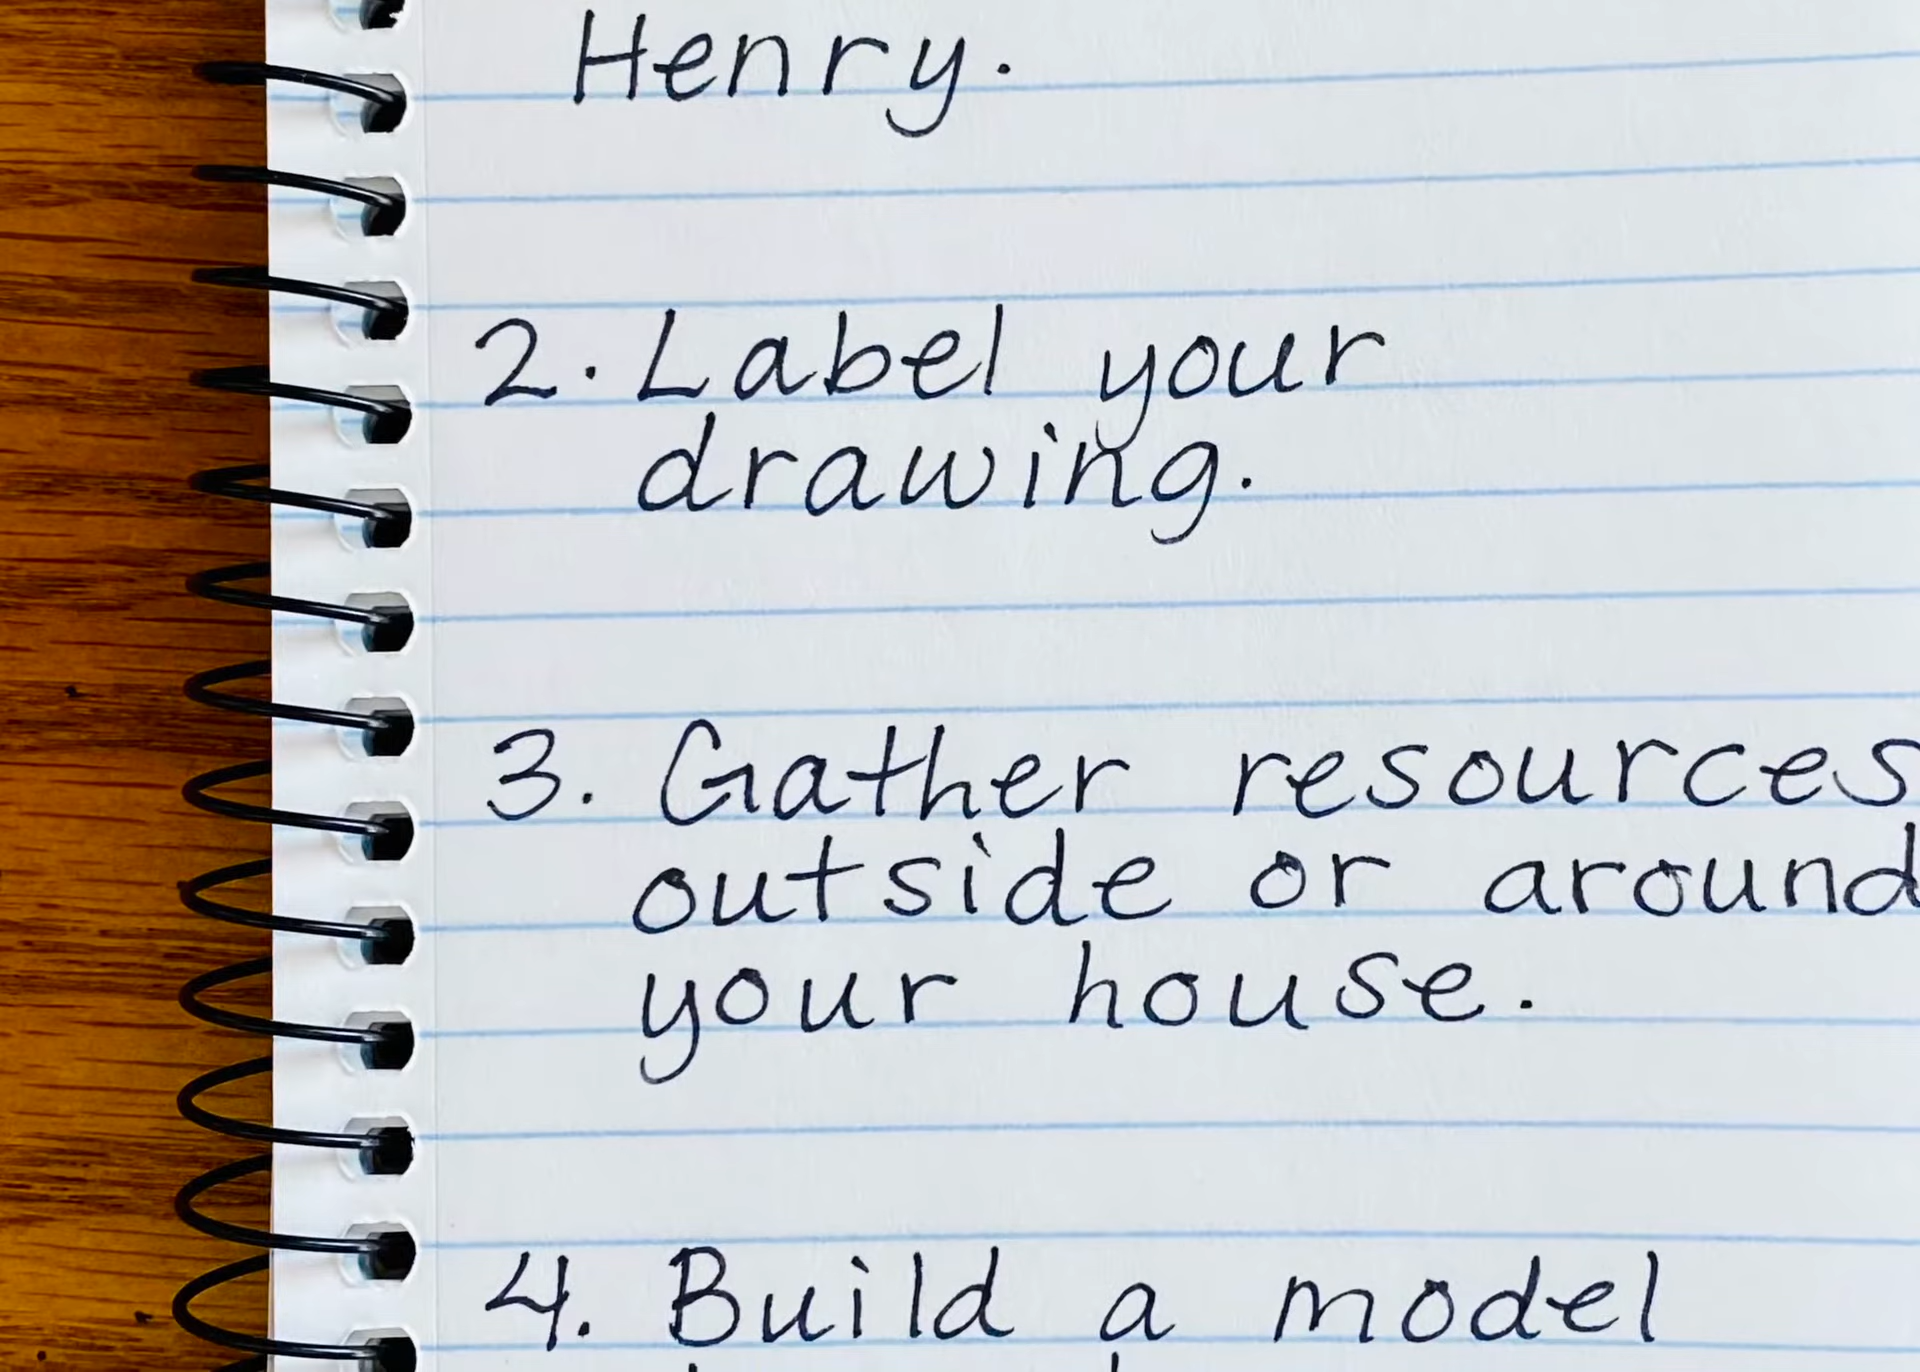 Henry.
2. Label your
drawing.
3. Gather resources
outside or around
your house.
4. Build a model